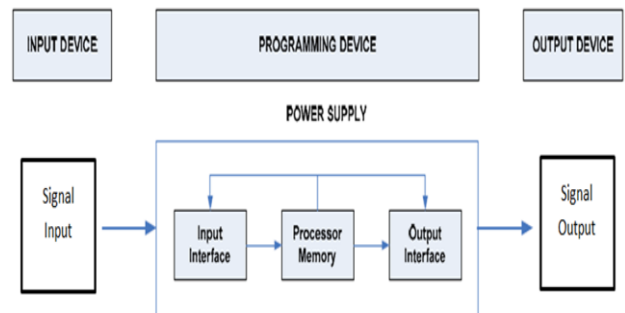 INPUT DEVICE
PROGRAMMING DEVICE
OUTPUT DEVICE
POWER SUPPLY
Signal
Input
Input
Interface
Processor
Memory
Output
Interface
Signal
Output